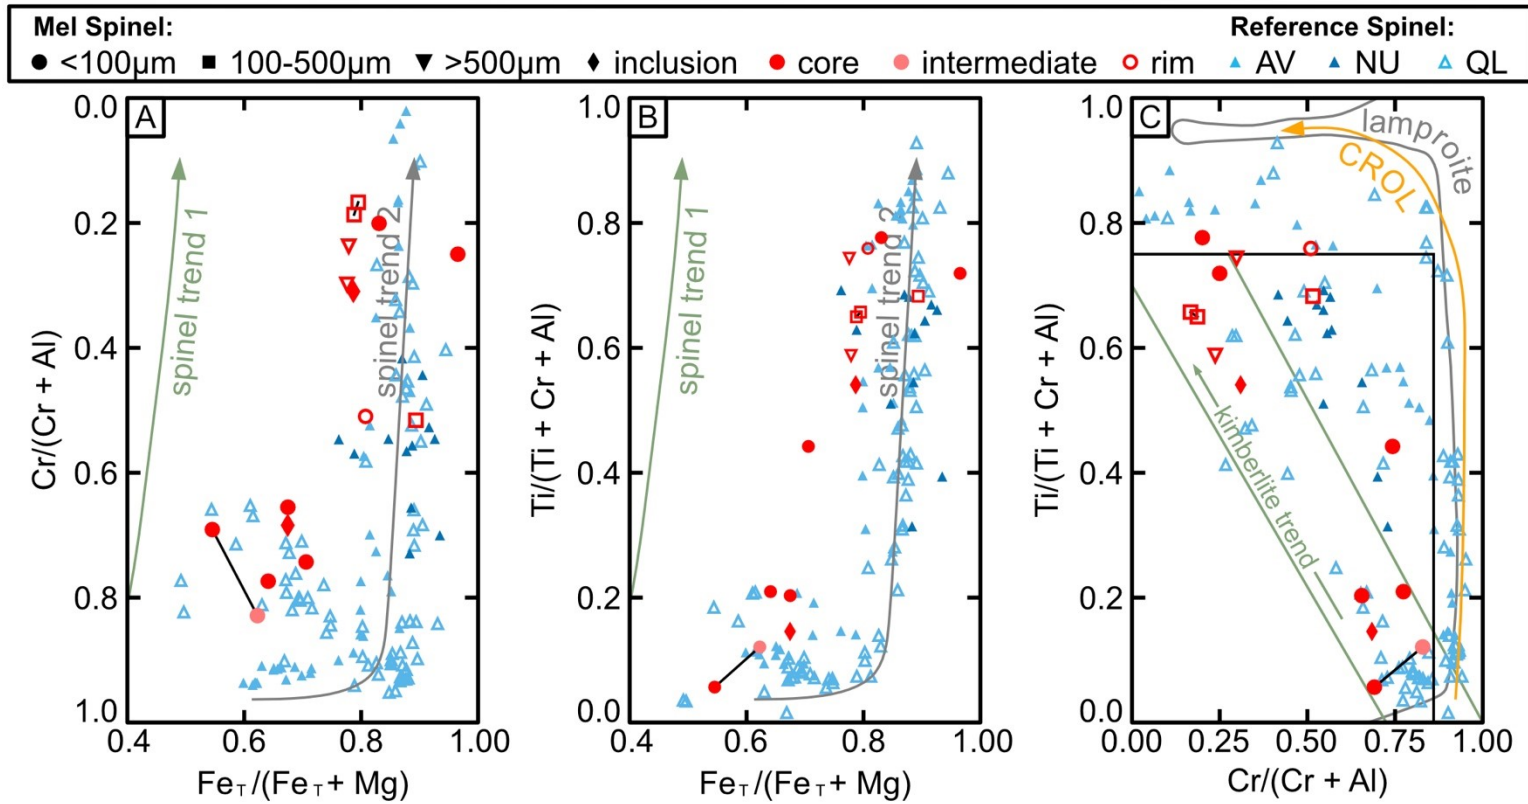 Mel Spinel: Reference Spinel:
<100µm 100-500µm >500µm inclusion core intermediate rim AV NU QL
A
0.0
0.2
0.4
0.6
0.8
1.0
Cr/(Cr + Al)
spinel trend 1
spinel trend 2
0.4 0.6 0.8 1.00
Fe_T/(Fe_T + Mg)
B
1.0
0.8
0.6
0.4
0.2
0.0
Ti/(Ti + Cr + Al)
spinel trend 1
spinel trend 2
0.4 0.6 0.8 1.00
Fe_T/(Fe_T + Mg)
C
1.0
0.8
0.6
0.4
0.2
0.0
Ti/(Ti + Cr + Al)
lamproite
CROL
kimberlite trend
0.00 0.25 0.50 0.75 1.00
Cr/(Cr + Al)